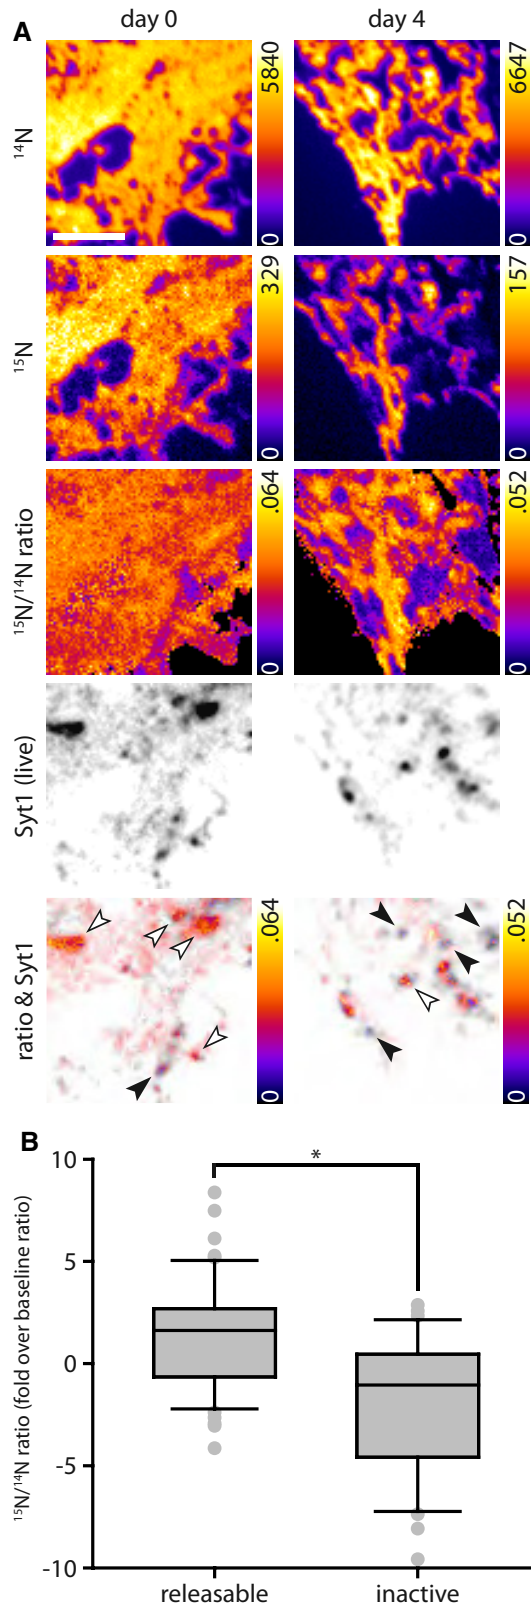 A
day 0 day 4
¹⁴N
5840
0
6647
0
¹⁵N
329
0
157
0
¹⁵N/¹⁴N ratio
.064
0
.052
0
Syt1 (live)
ratio & Syt1
.064
0
.052
0
B
¹⁵N/¹⁴N ratio (fold over baseline ratio)
10
5
0
-5
-10
*
releasable inactive